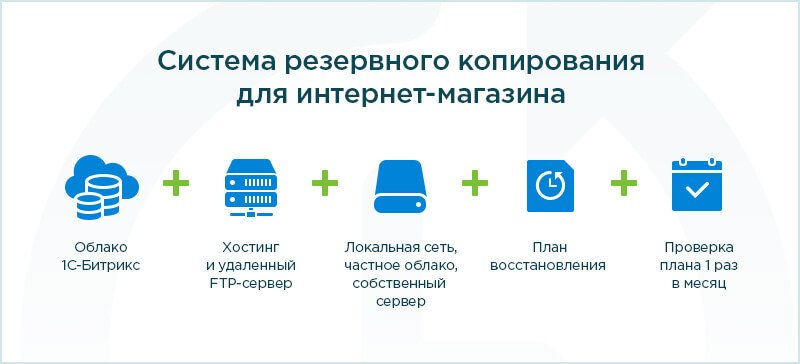 Система резервного копирования
для интернет-магазина
Облако
1С-Битрикс
Хостинг
и удаленный
FTP-сервер
Локальная сеть,
частное облако,
собственный
сервер
План
восстановления
Проверка
плана 1 раз
в месяц